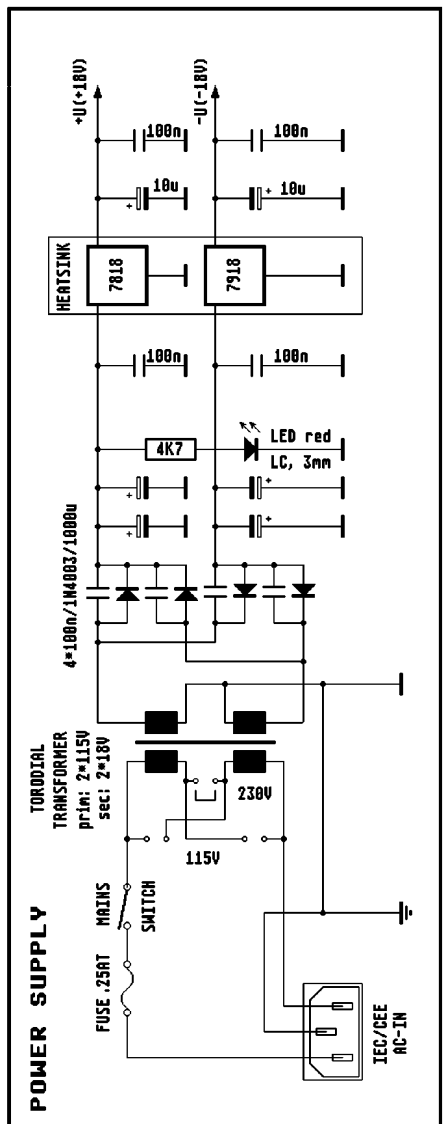 POWER SUPPLY
FUSE .25AT
MAINS
SWITCH
TORODIAL
TRANSFORMER
prim: 2*115V
sec: 2*18V
115V
230V
IEC/CEE
AC-IN
4*100n/1N4003/1000u
4K7
LED red
LC, 3mm
100n
100n
HEATSINK
7818
7918
10u
10u
100n
100n
+U(+18V)
-U(-18V)